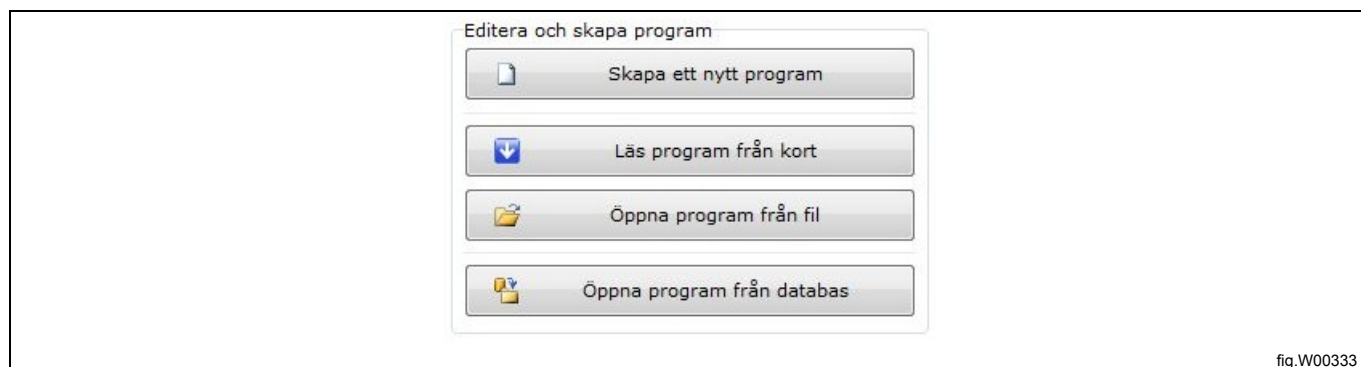 Editera och skapa program
Skapa ett nytt program
Läs program från kort
Öppna program från fil
Öppna program från databas
fig.W00333